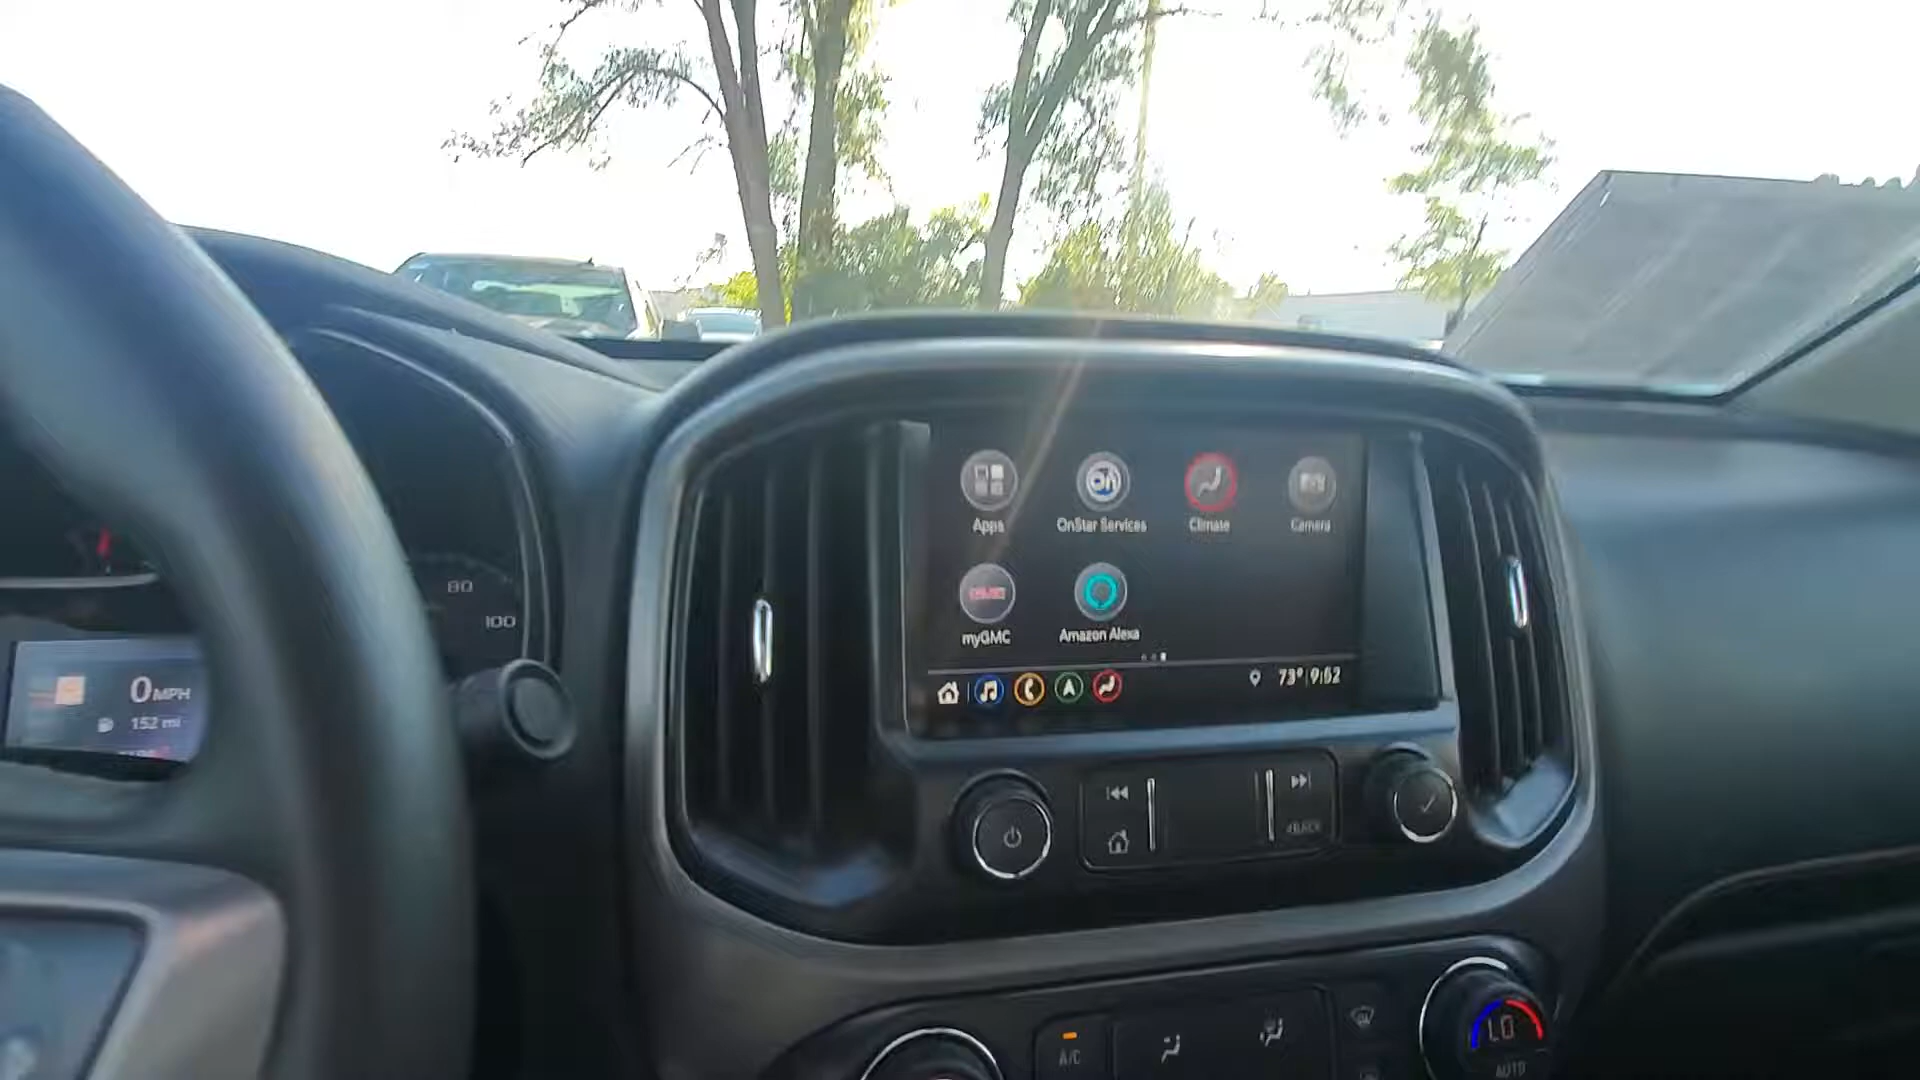 Apps OnStar Services Climate Camera
myGMC Amazon Alexa
73° 9:52
80
100
0 MPH
152 mi
BACK
A/C
LO
AUTO